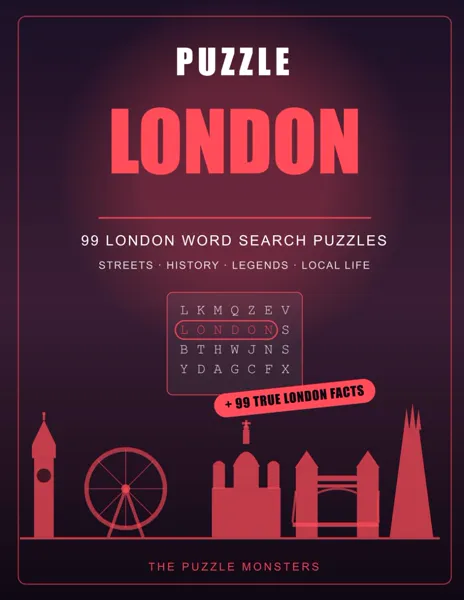 PUZZLE
LONDON
99 LONDON WORD SEARCH PUZZLES
STREETS · HISTORY · LEGENDS · LOCAL LIFE
L K M Q Z E V
L O N D O N S
B T H W J N S
Y D A G C F X
+ 99 TRUE LONDON FACTS
THE PUZZLE MONSTERS